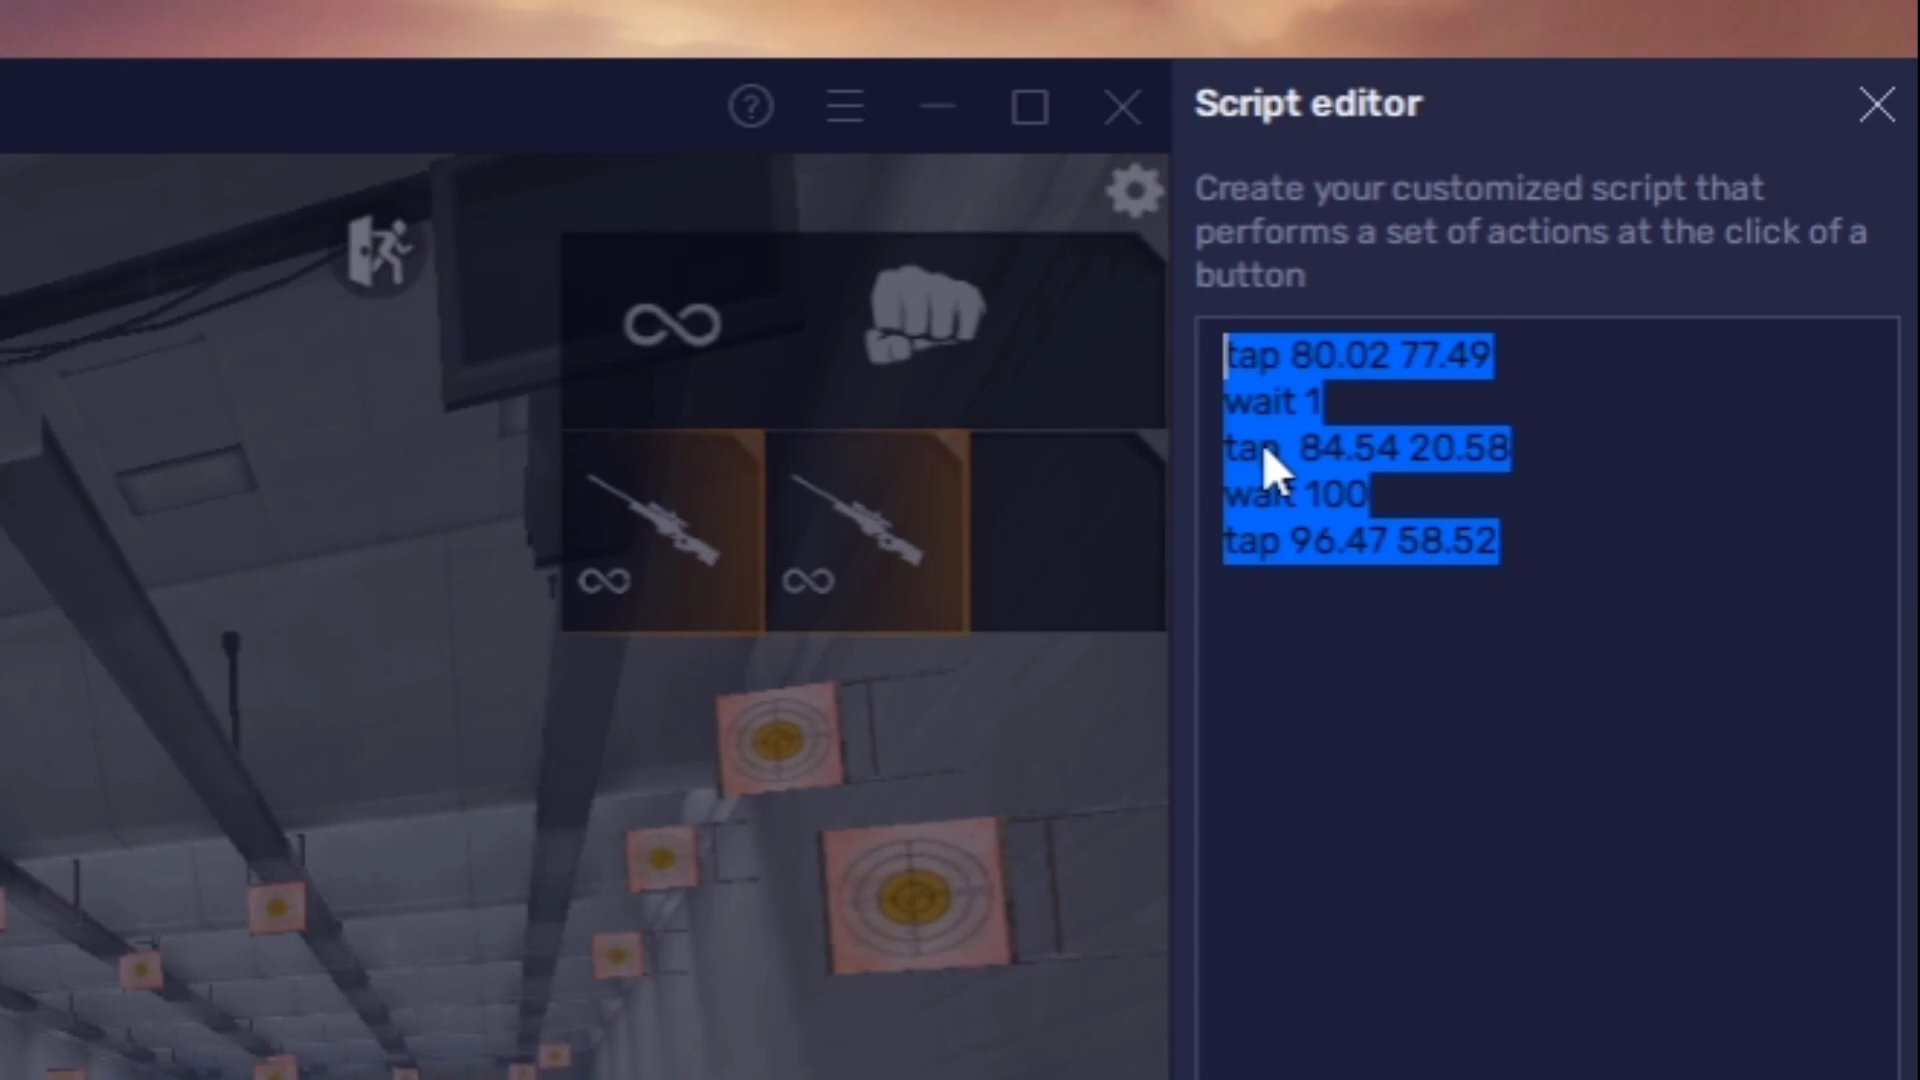 Script editor
Create your customized script that
performs a set of actions at the click of a
button
tap 80.02 77.49
wait 1
tap  84.54 20.58
wait 100
tap 96.47 58.52